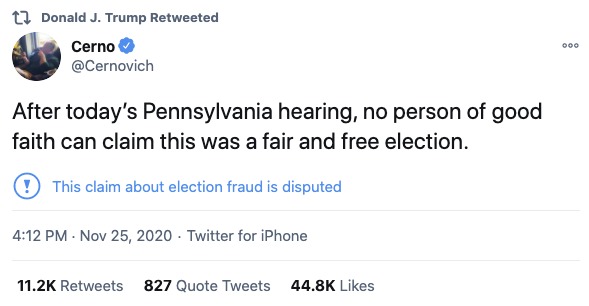 Donald J. Trump Retweeted
Cerno
@Cernovich
After today’s Pennsylvania hearing, no person of good
faith can claim this was a fair and free election.
This claim about election fraud is disputed
4:12 PM · Nov 25, 2020 · Twitter for iPhone
11.2K Retweets 827 Quote Tweets 44.8K Likes